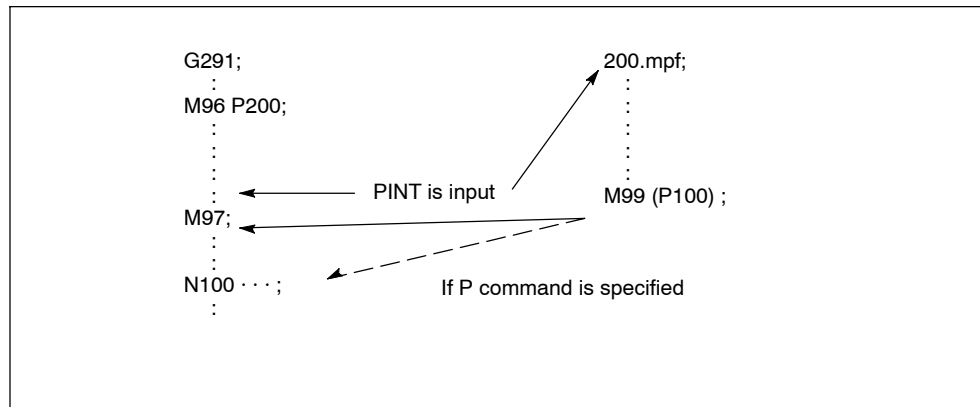 G291;
:
M96 P200;
:
:
:
M97;
:
N100 · · · ;
:
PINT is input
200.mpf;
:
:
:
M99 (P100) ;
If P command is specified